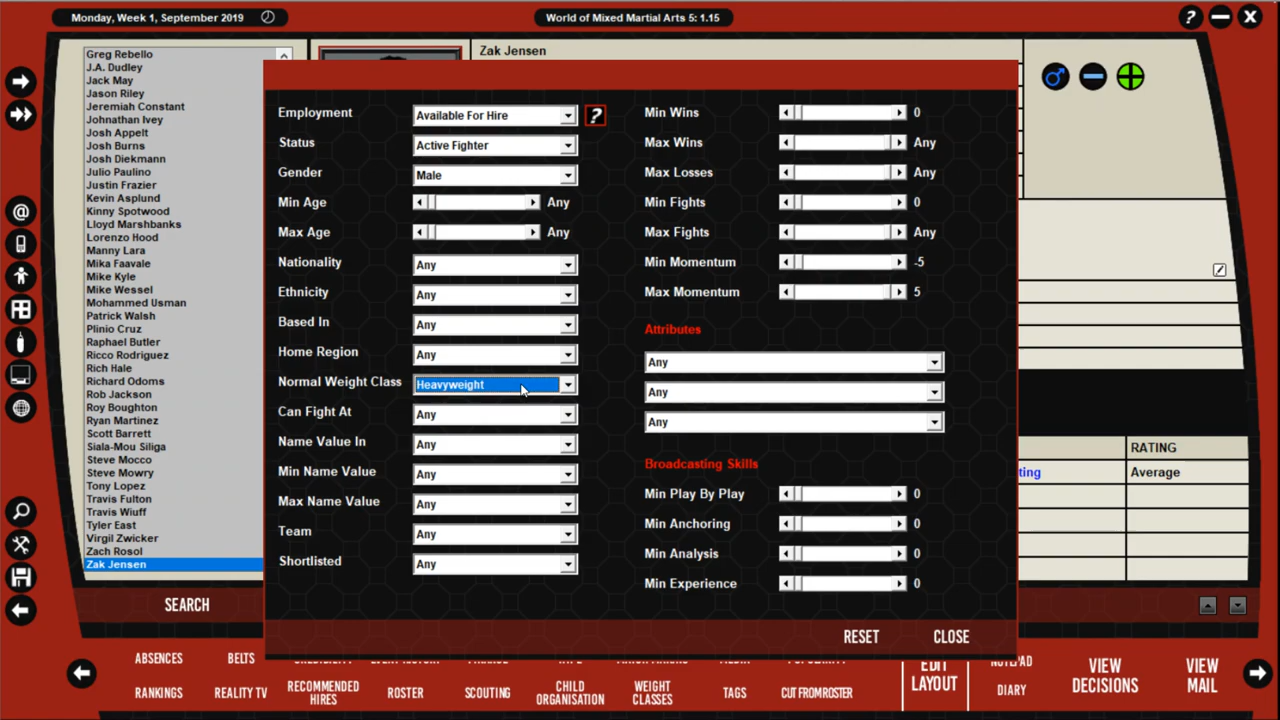 Monday, Week 1, September 2019
World of Mixed Martial Arts 5: 1.15
?
Greg Rebello
J.A. Dudley
Jack May
Jason Riley
Jeremiah Constant
Johnathan Ivey
Josh Appelt
Josh Burns
Josh Diekmann
Julio Paulino
Justin Frazier
Kevin Asplund
Kinny Spotwood
Lloyd Marshbanks
Lorenzo Hood
Manny Lara
Mika Faavale
Mike Kyle
Mike Wessel
Mohammed Usman
Patrick Walsh
Plinio Cruz
Raphael Butler
Ricco Rodriguez
Rich Hale
Richard Odoms
Rob Jackson
Roy Boughton
Ryan Martinez
Scott Barrett
Siala-Mou Siliga
Steve Mocco
Steve Mowry
Tony Lopez
Travis Fulton
Travis Wiuff
Tyler East
Virgil Zwicker
Zach Rosol
Zak Jensen
SEARCH
Zak Jensen
Employment Available For Hire ?
Status Active Fighter
Gender Male
Min Age Any
Max Age Any
Nationality Any
Ethnicity Any
Based In Any
Home Region Any
Normal Weight Class Heavyweight
Can Fight At Any
Name Value In Any
Min Name Value Any
Max Name Value Any
Team Any
Shortlisted Any
Min Wins 0
Max Wins Any
Max Losses Any
Min Fights 0
Max Fights Any
Min Momentum -5
Max Momentum 5
Attributes
Any
Any
Any
Broadcasting Skills
Min Play By Play 0
Min Anchoring 0
Min Analysis 0
Min Experience 0
RESET CLOSE
RATING
ting Average
ABSENCES BELTS
RANKINGS REALITY TV RECOMMENDED HIRES ROSTER SCOUTING CHILD ORGANISATION WEIGHT CLASSES TAGS CUT FROM ROSTER
EDIT LAYOUT
NOTEPAD
DIARY
VIEW DECISIONS
VIEW MAIL